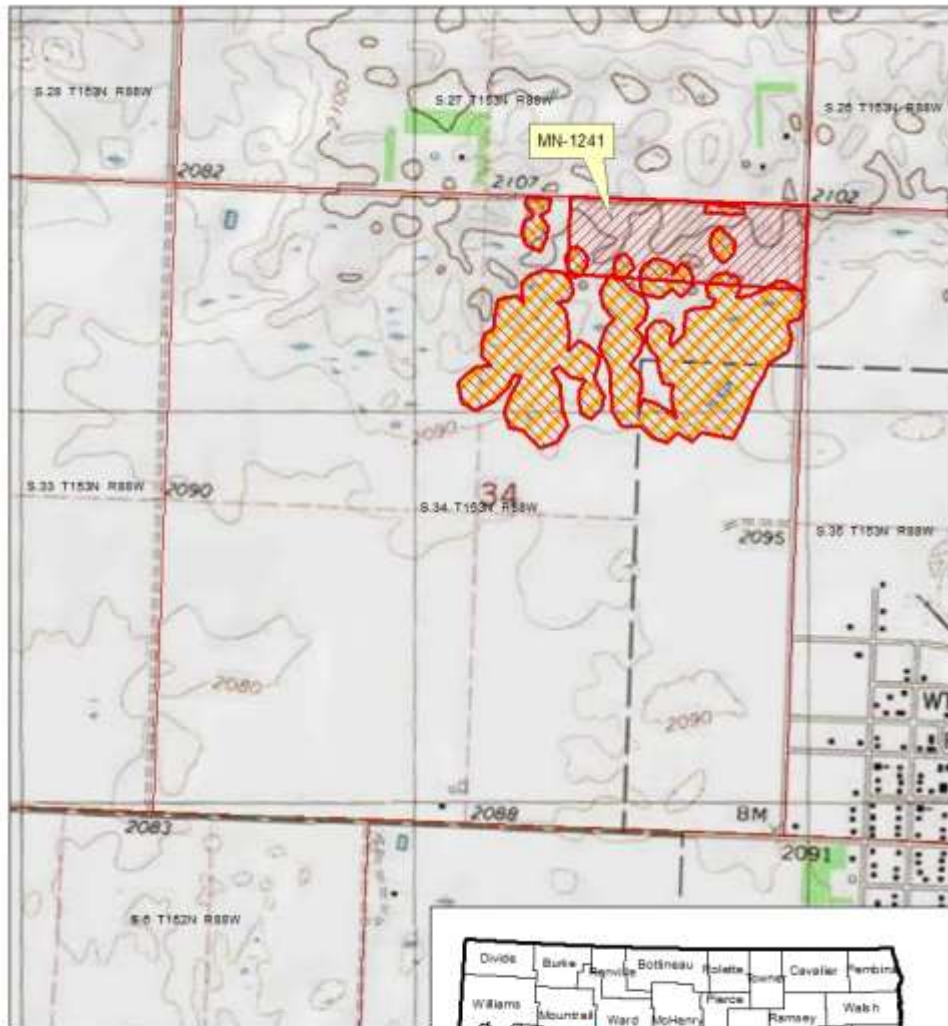 S.28 T153N R88W
S.27 T153N R88W
S.26 T153N R88W
2100
MN-1241
2082
2107
2102
2090
S.33 T153N R88W
2090
34
S.34 T153N R88W
2095
S.35 T153N R88W
2080
2090
2088
BM
2083
2091
T152N R88W
Divide
Burke
Renville
Bottineau
Rolette
Towner
Cavalier
Pembina
Williams
Mountrail
Ward
McHenry
Pierce
Ramsey
Walsh